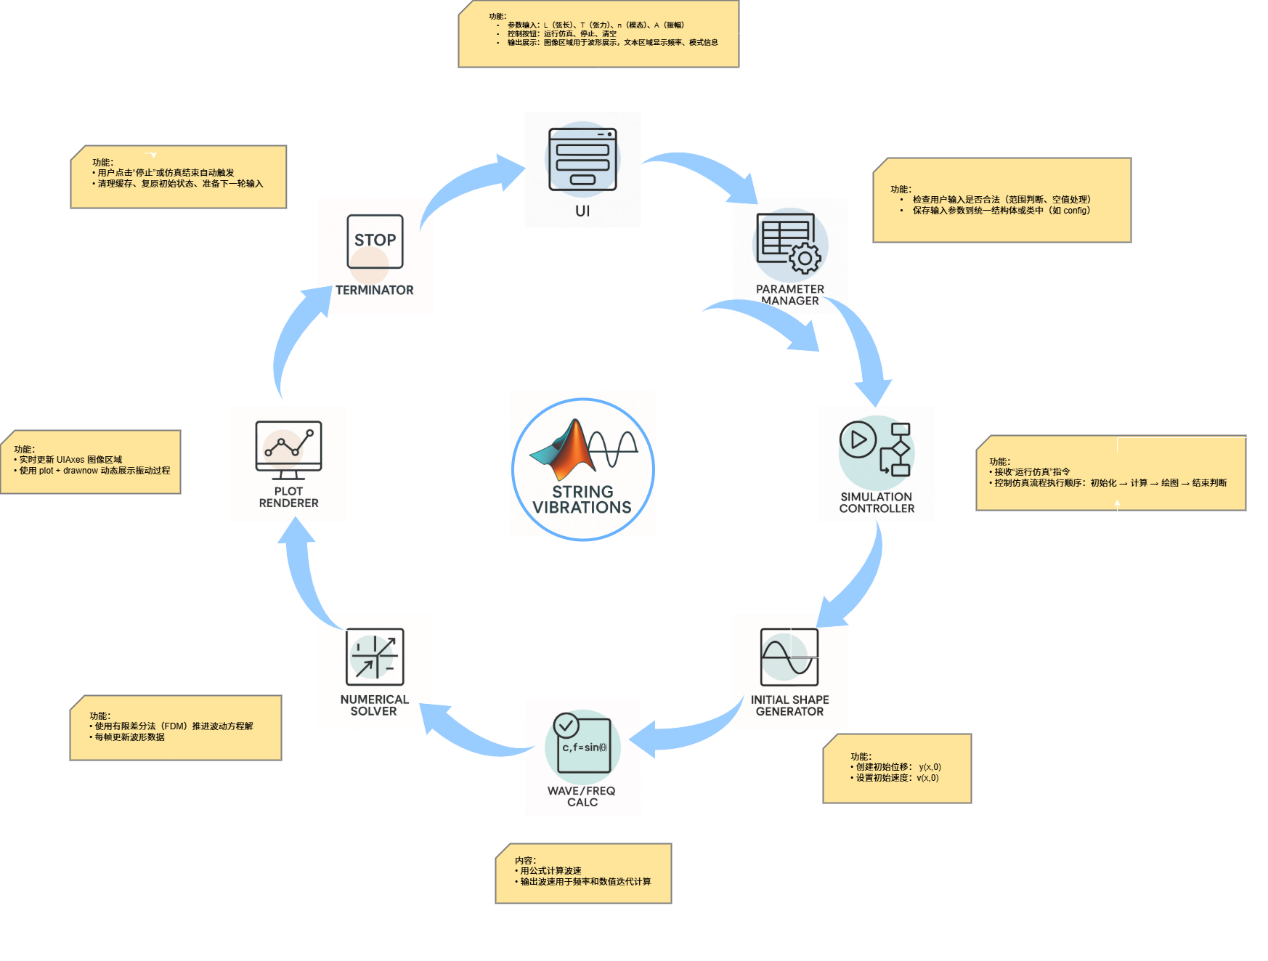 功能：
• 参数输入：L（弦长）、T（张力）、n（模态）、A（振幅）
• 控制按钮：运行仿真、停止、清空
• 输出展示：图像区域用于波形展示，文本区域显示频率、模式信息
UI
功能：
• 检查用户输入是否合法（范围判断、空值处理）
• 保存输入参数到统一结构体或类中（如 config）
PARAMETER
MANAGER
功能：
• 接收“运行仿真”指令
• 控制仿真流程执行顺序：初始化 → 计算 → 绘图 → 结束判断
SIMULATION
CONTROLLER
功能：
• 创建初始位移： y(x,0)
• 设置初始速度：v(x,0)
INITIAL SHAPE
GENERATOR
c,f=sin
WAVE/FREQ
CALC
内容：
• 用公式计算波速
• 输出波速用于频率和数值迭代计算
NUMERICAL
SOLVER
功能：
• 使用有限差分法（FDM）推进波动方程解
• 每帧更新波形数据
PLOT
RENDERER
功能：
• 实时更新 UIAxes 图像区域
• 使用 plot + drawnow 动态展示振动过程
STOP
TERMINATOR
功能：
• 用户点击“停止”或仿真结束自动触发
• 清理缓存、复原初始状态、准备下一轮输入
STRING
VIBRATIONS